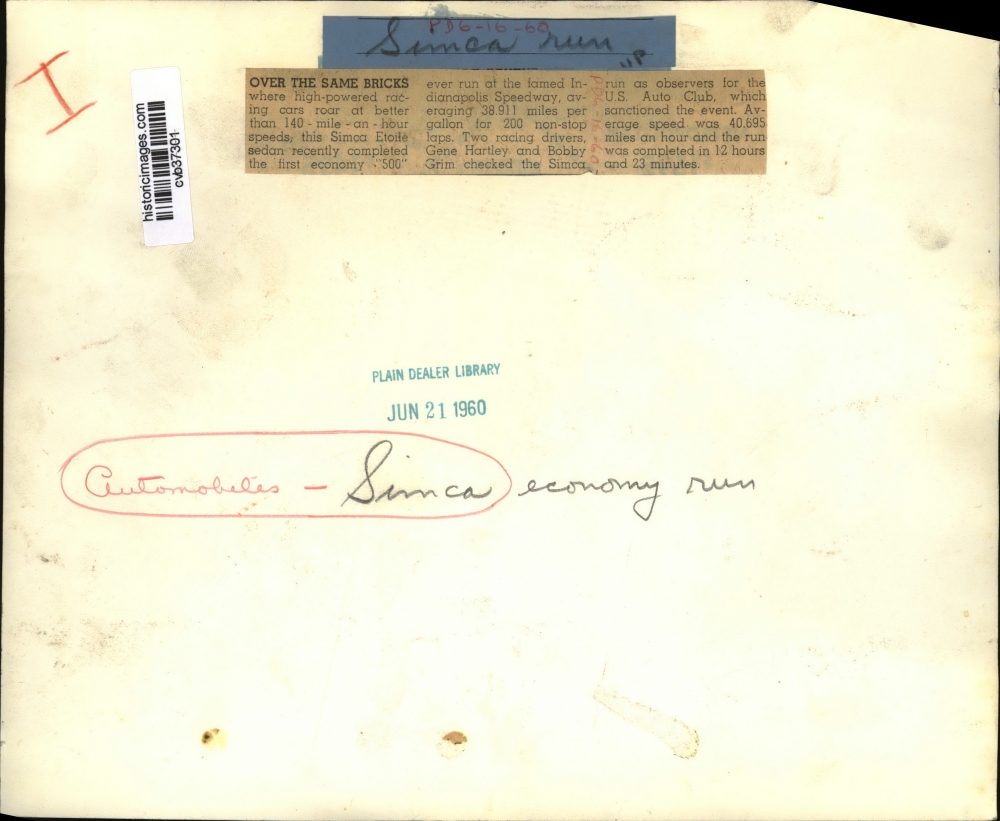 PD6-16-60
Simca run
UP
I
OVER THE SAME BRICKS
where high-powered rac-
ing cars roar at better
than 140 - mile - an - hour
speeds, this Simca Etoile
sedan recently completed
the first economy "500"
ever run at the famed In-
dianapolis Speedway, av-
eraging 38.911 miles per
gallon for 200 non-stop
laps. Two racing drivers,
Gene Hartley and Bobby
Grim checked the Simca
run as observers for the
U.S. Auto Club, which
sanctioned the event. Av-
erage speed was 40.695
miles an hour and the run
was completed in 12 hours
and 23 minutes.
PD6-16-60
historicimages.com
cvb37301
PLAIN DEALER LIBRARY
JUN 21 1960
Automobiles - Simca economy run